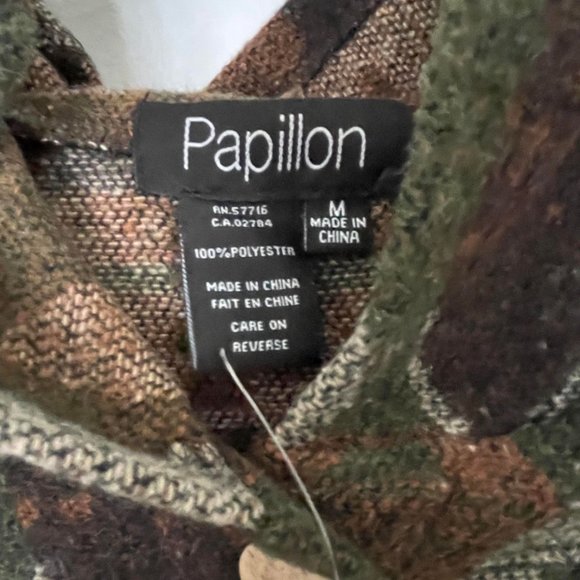 Papillon
RN.57716
C.A.02784
100%POLYESTER
MADE IN CHINA
FAIT EN CHINE
CARE ON
REVERSE
M
MADE IN
CHINA